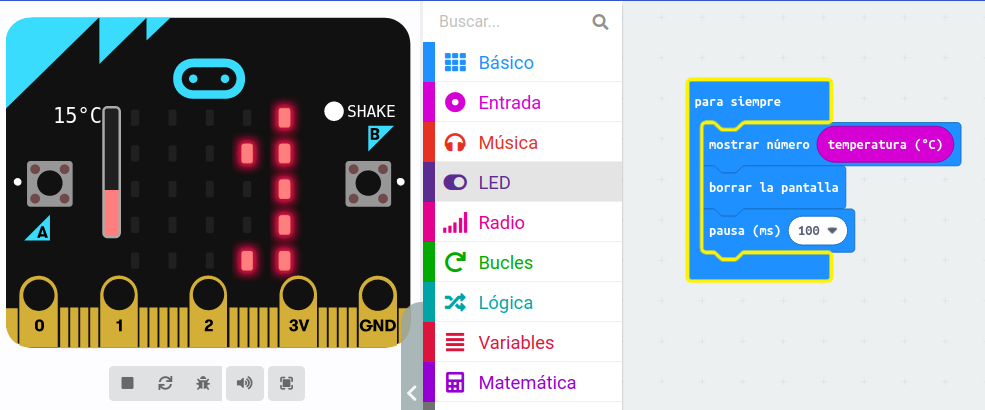 15°C
SHAKE
B
A
0 1 2 3V GND
Buscar...
Básico
Entrada
Música
LED
Radio
Bucles
Lógica
Variables
Matemática
para siempre
mostrar número temperatura (°C)
borrar la pantalla
pausa (ms) 100